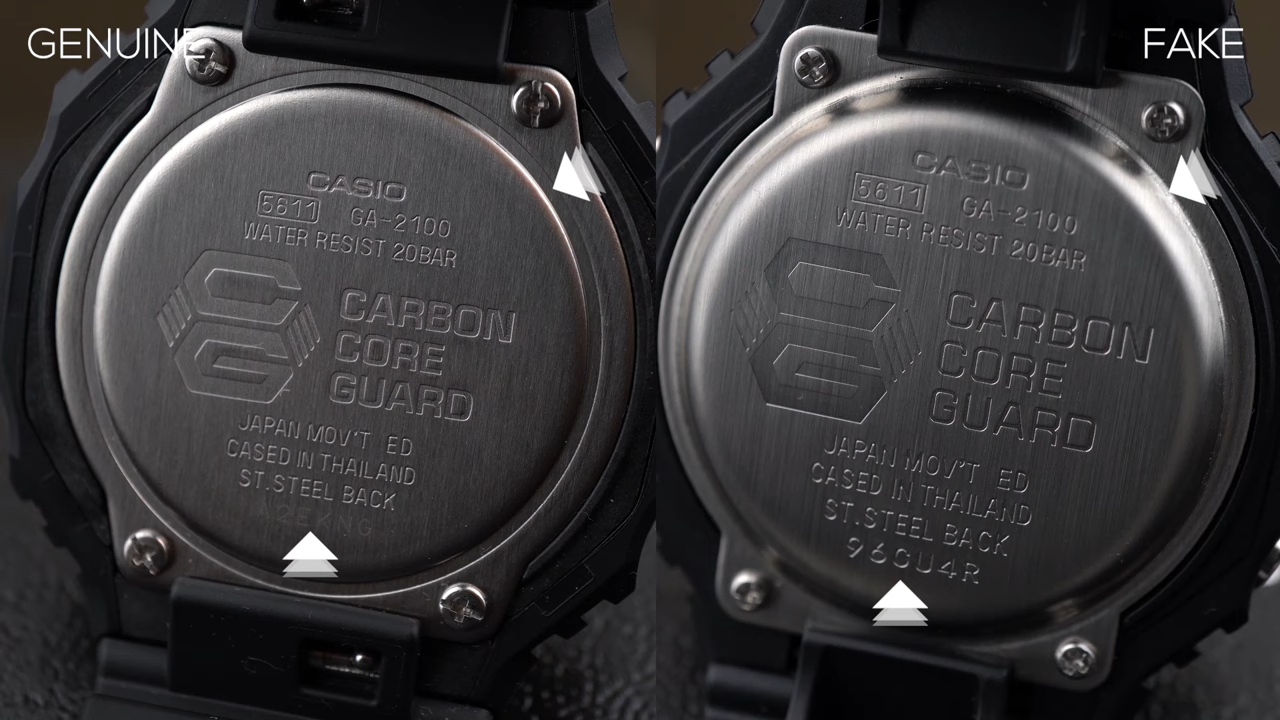 GENUINE
CASIO
5611 GA-2100
WATER RESIST 20BAR
CARBON
CORE
GUARD
JAPAN MOV'T ED
CASED IN THAILAND
ST.STEEL BACK
FAKE
CASIO
5611 GA-2100
WATER RESIST 20BAR
CARBON
CORE
GUARD
JAPAN MOV'T ED
CASED IN THAILAND
ST.STEEL BACK
96GU4R